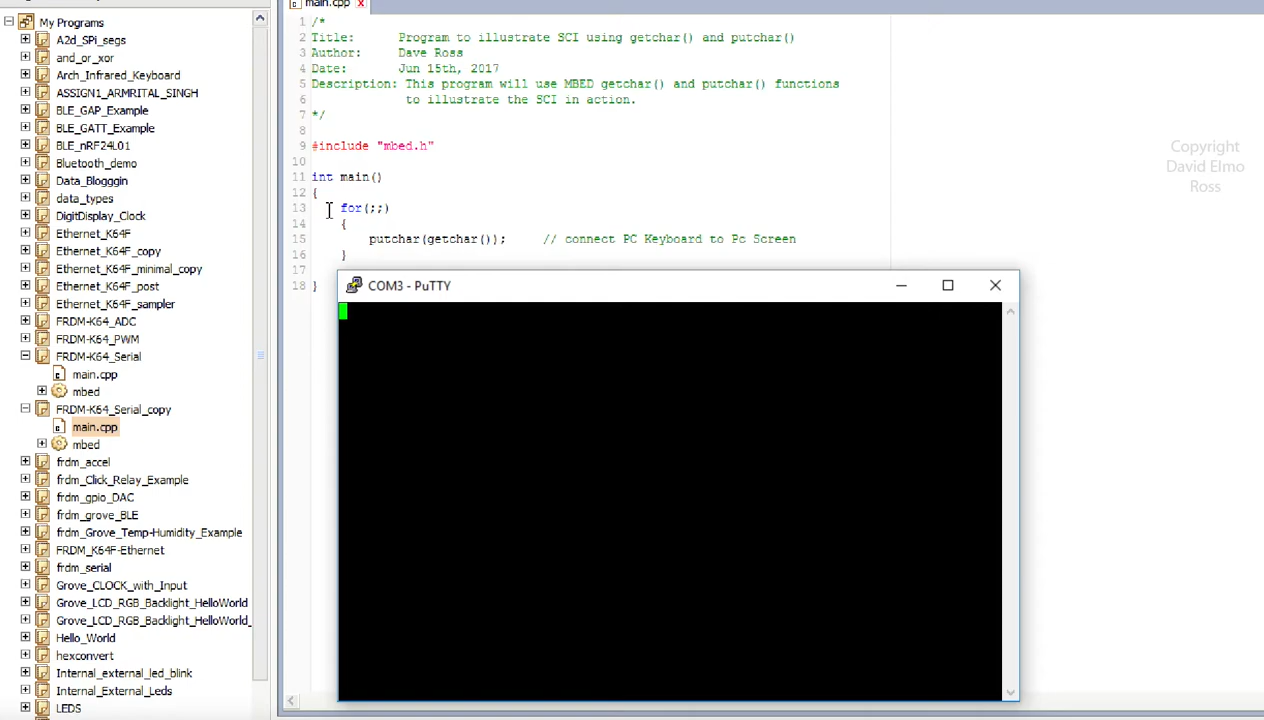 My Programs
A2d_SPi_segs
and_or_xor
Arch_Infrared_Keyboard
ASSIGN1_ARMRITAL_SINGH
BLE_GAP_Example
BLE_GATT_Example
BLE_nRF24L01
Bluetooth_demo
Data_Blogggin
data_types
DigitDisplay_Clock
Ethernet_K64F
Ethernet_K64F_copy
Ethernet_K64F_minimal_copy
Ethernet_K64F_post
Ethernet_K64F_sampler
FRDM-K64_ADC
FRDM-K64_PWM
FRDM-K64_Serial
main.cpp
mbed
FRDM-K64_Serial_copy
main.cpp
mbed
frdm_accel
frdm_Click_Relay_Example
frdm_gpio_DAC
frdm_grove_BLE
frdm_Grove_Temp-Humidity_Example
FRDM_K64F-Ethernet
frdm_serial
Grove_CLOCK_with_Input
Grove_LCD_RGB_Backlight_HelloWorld
Grove_LCD_RGB_Backlight_HelloWorld_
Hello_World
hexconvert
Internal_external_led_blink
Internal_External_Leds
LEDS
main.cpp x
1 /*
2 Title: Program to illustrate SCI using getchar() and putchar()
3 Author: Dave Ross
4 Date: Jun 15th, 2017
5 Description: This program will use MBED getchar() and putchar() functions
6 to illustrate the SCI in action.
7 */
8
9 #include "mbed.h"
10
11 int main()
12 {
13 for(;;)
14 {
15 putchar(getchar()); // connect PC Keyboard to Pc Screen
16 }
17
18 }
COM3 - PuTTY
Copyright
David Elmo
Ross